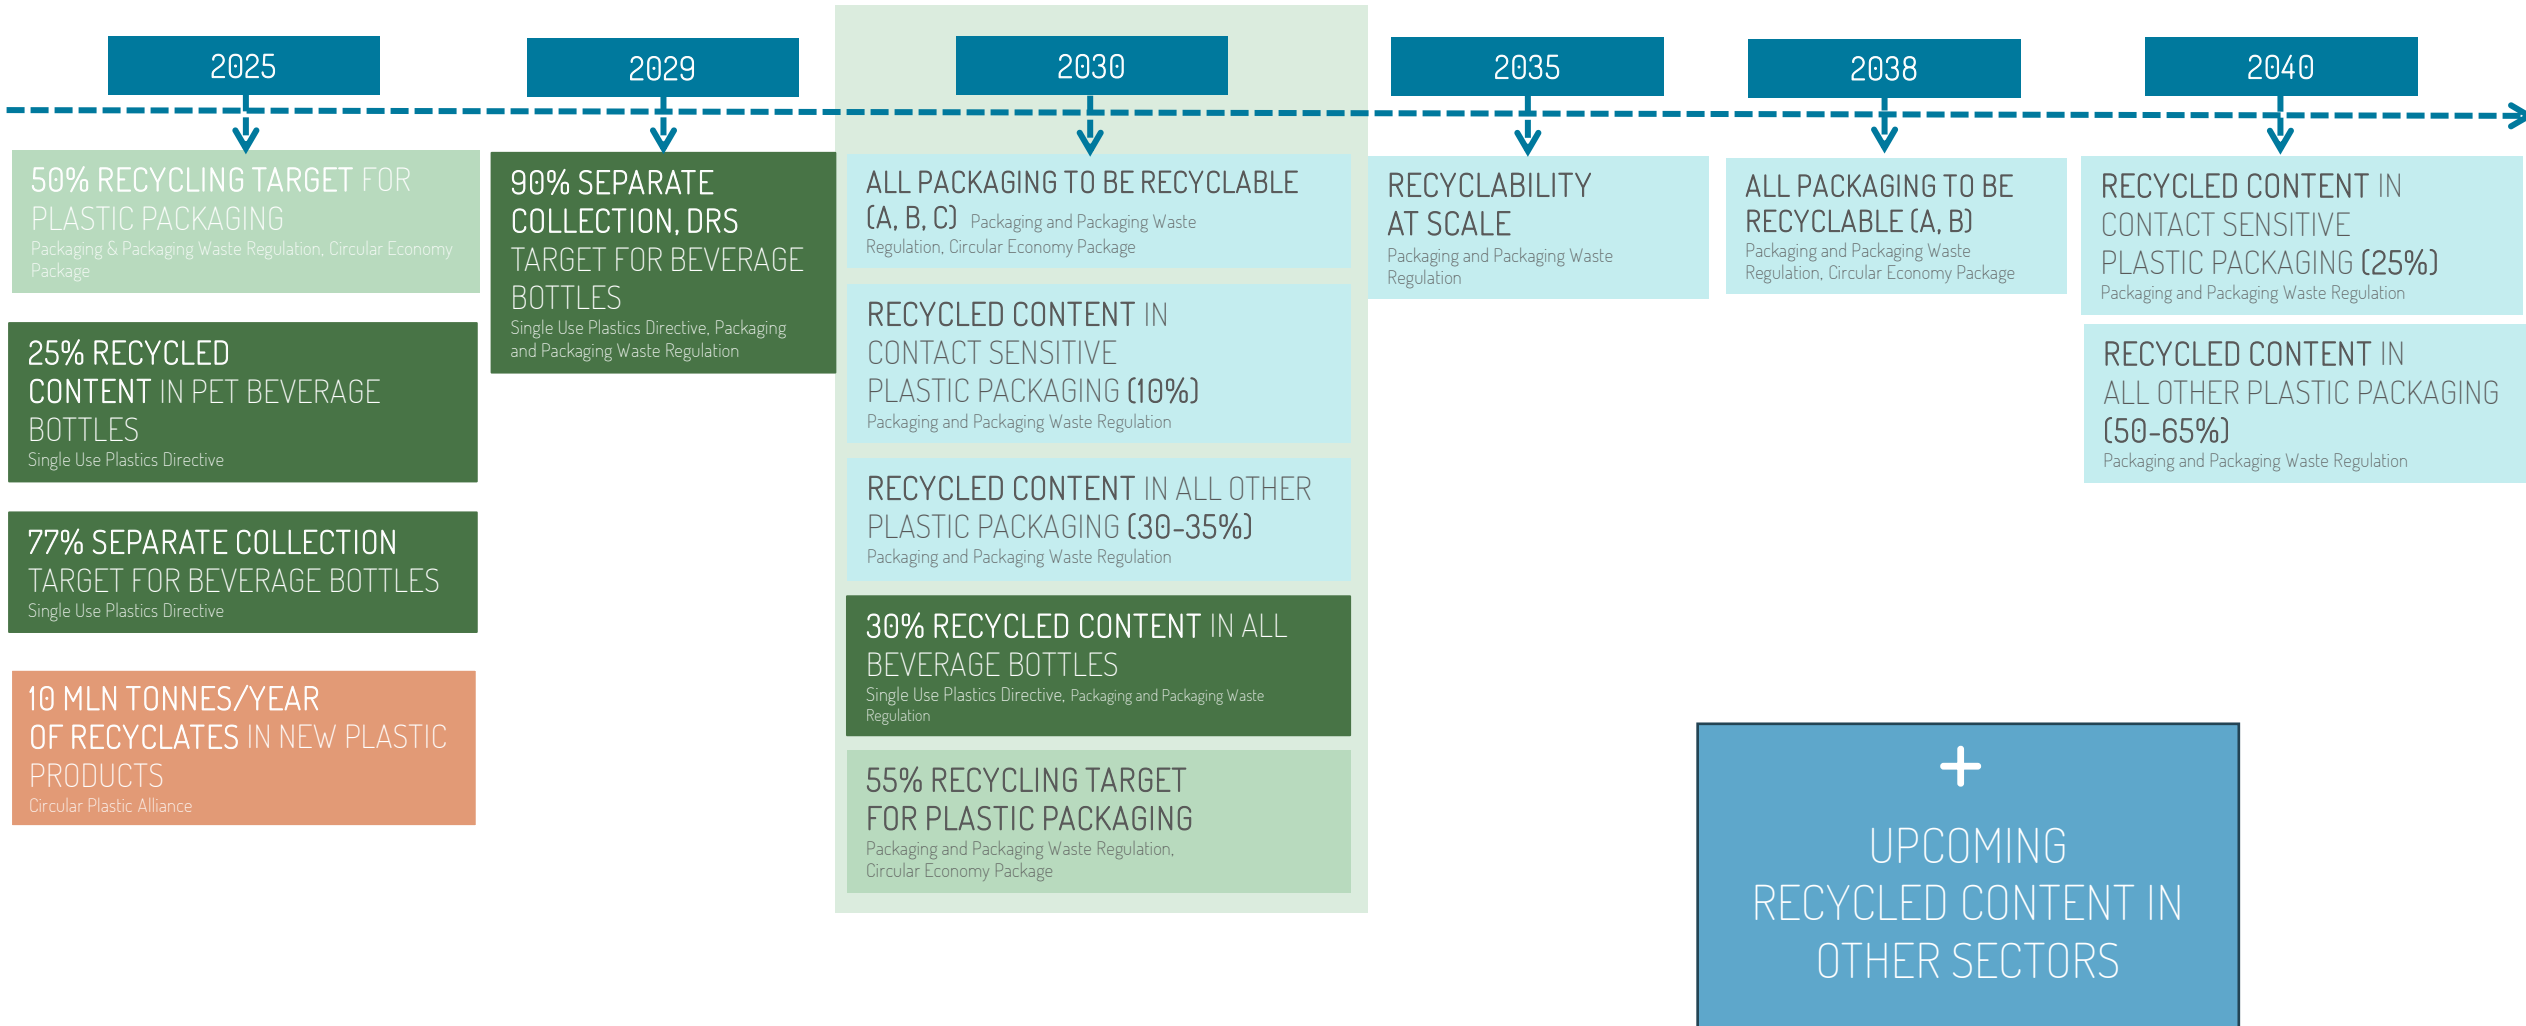 2025
50% RECYCLING TARGET FOR
PLASTIC PACKAGING
Packaging & Packaging Waste Regulation, Circular Economy
Package
25% RECYCLED
CONTENT IN PET BEVERAGE
BOTTLES
Single Use Plastics Directive
77% SEPARATE COLLECTION
TARGET FOR BEVERAGE BOTTLES
Single Use Plastics Directive
10 MLN TONNES/YEAR
OF RECYCLATES IN NEW PLASTIC
PRODUCTS
Circular Plastic Alliance
2029
90% SEPARATE
COLLECTION, DRS
TARGET FOR BEVERAGE
BOTTLES
Single Use Plastics Directive, Packaging
and Packaging Waste Regulation
2030
ALL PACKAGING TO BE RECYCLABLE
(A, B, C) Packaging and Packaging Waste
Regulation, Circular Economy Package
RECYCLED CONTENT IN
CONTACT SENSITIVE
PLASTIC PACKAGING (10%)
Packaging and Packaging Waste Regulation
RECYCLED CONTENT IN ALL OTHER
PLASTIC PACKAGING (30-35%)
Packaging and Packaging Waste Regulation
30% RECYCLED CONTENT IN ALL
BEVERAGE BOTTLES
Single Use Plastics Directive, Packaging and Packaging Waste
Regulation
55% RECYCLING TARGET
FOR PLASTIC PACKAGING
Packaging and Packaging Waste Regulation,
Circular Economy Package
2035
RECYCLABILITY
AT SCALE
Packaging and Packaging Waste
Regulation
2038
ALL PACKAGING TO BE
RECYCLABLE (A, B)
Packaging and Packaging Waste
Regulation, Circular Economy Package
2040
RECYCLED CONTENT IN
CONTACT SENSITIVE
PLASTIC PACKAGING (25%)
Packaging and Packaging Waste Regulation
RECYCLED CONTENT IN
ALL OTHER PLASTIC PACKAGING
(50-65%)
Packaging and Packaging Waste Regulation
+
UPCOMING
RECYCLED CONTENT IN
OTHER SECTORS